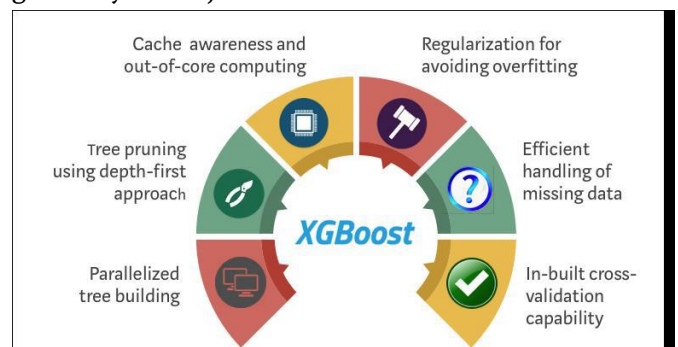 Cache awareness and
out-of-core computing
Regularization for
avoiding overfitting
Tree pruning
using depth-first
approach
Efficient
handling of
missing data
?
XGBoost
Parallelized
tree building
In-built cross-
validation
capability